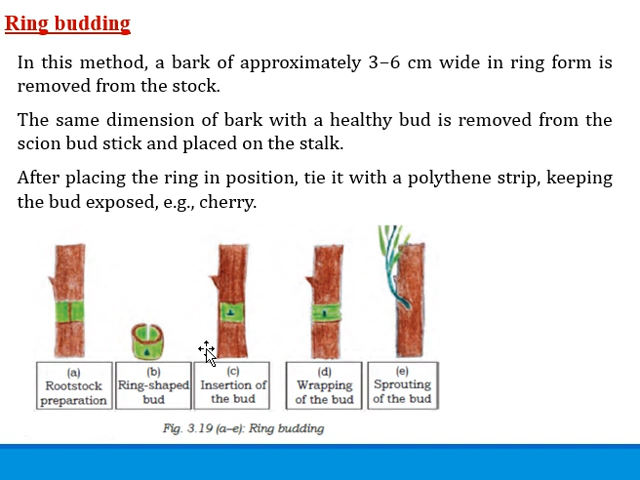 Ring budding
In this method, a bark of approximately 3–6 cm wide in ring form is
removed from the stock.
The same dimension of bark with a healthy bud is removed from the
scion bud stick and placed on the stalk.
After placing the ring in position, tie it with a polythene strip, keeping
the bud exposed, e.g., cherry.
(a)
Rootstock
preparation
(b)
Ring-shaped
bud
(c)
Insertion of
the bud
(d)
Wrapping
of the bud
(e)
Sprouting
of the bud
Fig. 3.19 (a–e): Ring budding